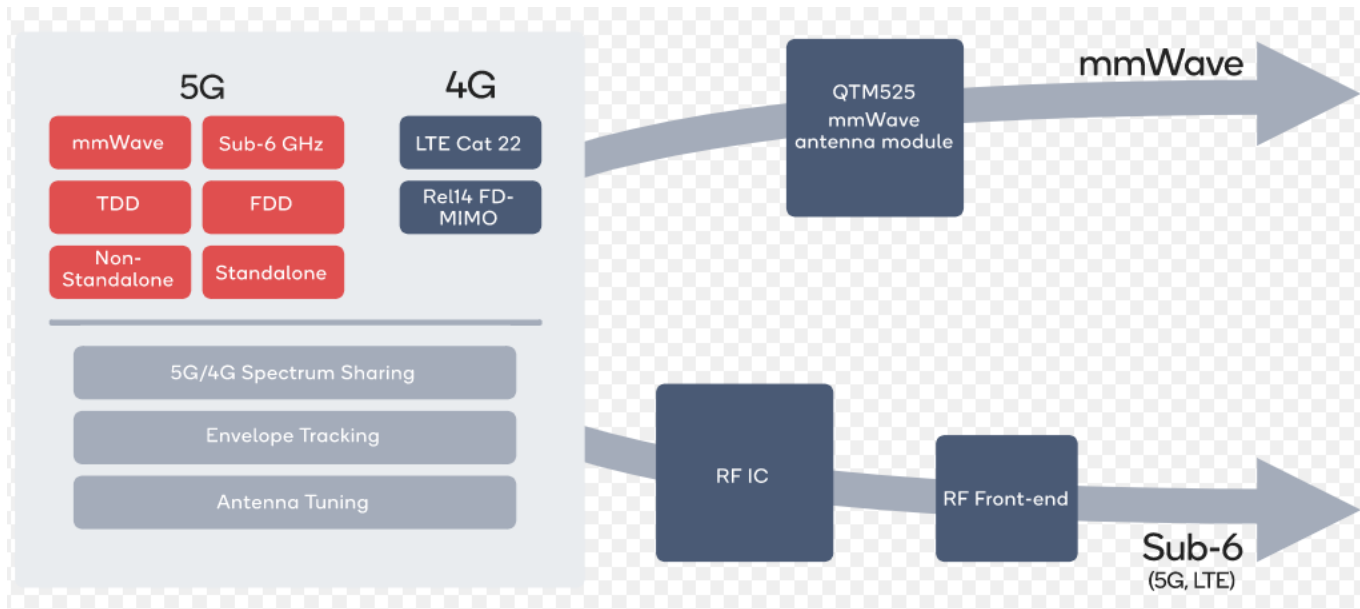 5G
4G
mmWave
Sub-6 GHz
LTE Cat 22
TDD
FDD
Rel14 FD-
MIMO
Non-
Standalone
Standalone
5G/4G Spectrum Sharing
Envelope Tracking
Antenna Tuning
QTM525
mmWave
antenna module
mmWave
RF IC
RF Front-end
Sub-6
(5G, LTE)